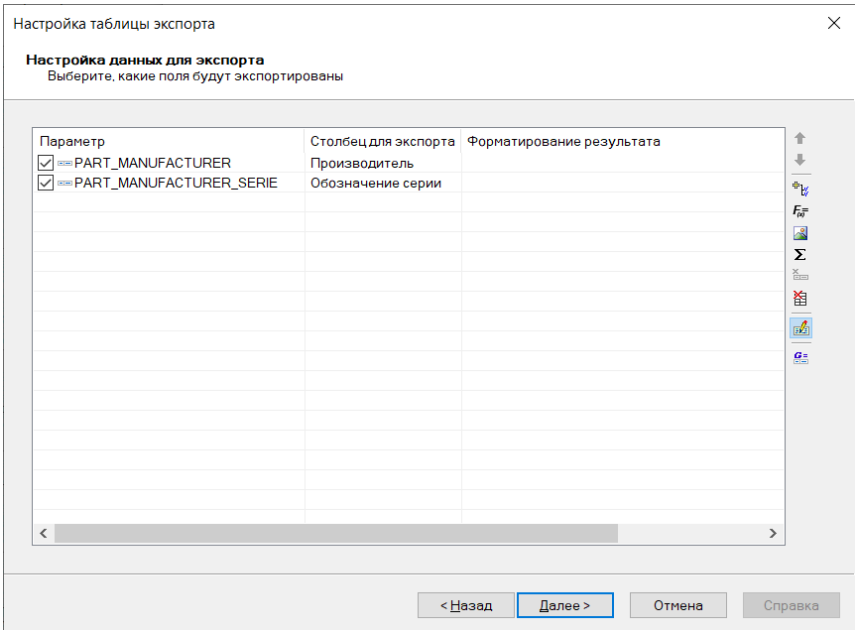 Настройка таблицы экспорта
Настройка данных для экспорта
Выберите, какие поля будут экспортированы
Параметр Столбец для экспорта Форматирование результата
PART_MANUFACTURER Производитель
PART_MANUFACTURER_SERIE Обозначение серии
< Назад Далее > Отмена Справка